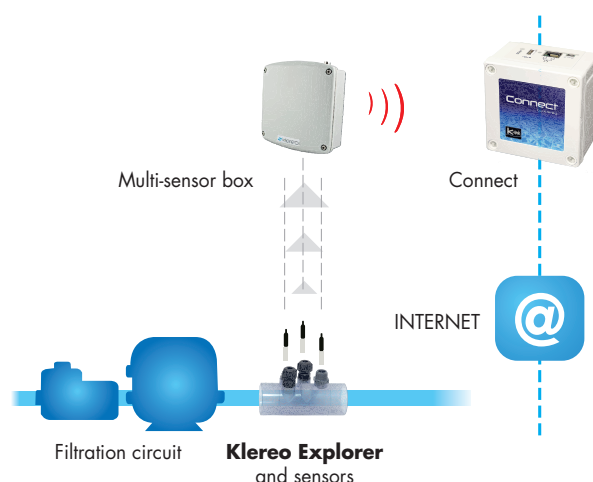 Connect
Multi-sensor box
Connect
INTERNET
@
Filtration circuit
Klereo Explorer
and sensors